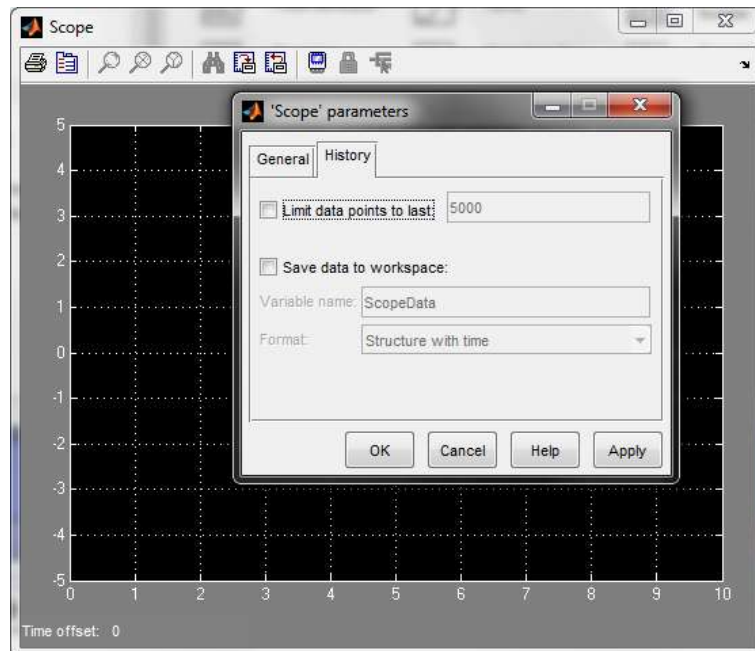 Scope
'Scope' parameters
General History
Limit data points to last: 5000
Save data to workspace:
Variable name: ScopeData
Format: Structure with time
OK Cancel Help Apply
5
4
3
2
1
0
-1
-2
-3
-4
-5
0 1 2 3 4 5 6 7 8 9 10
Time offset: 0